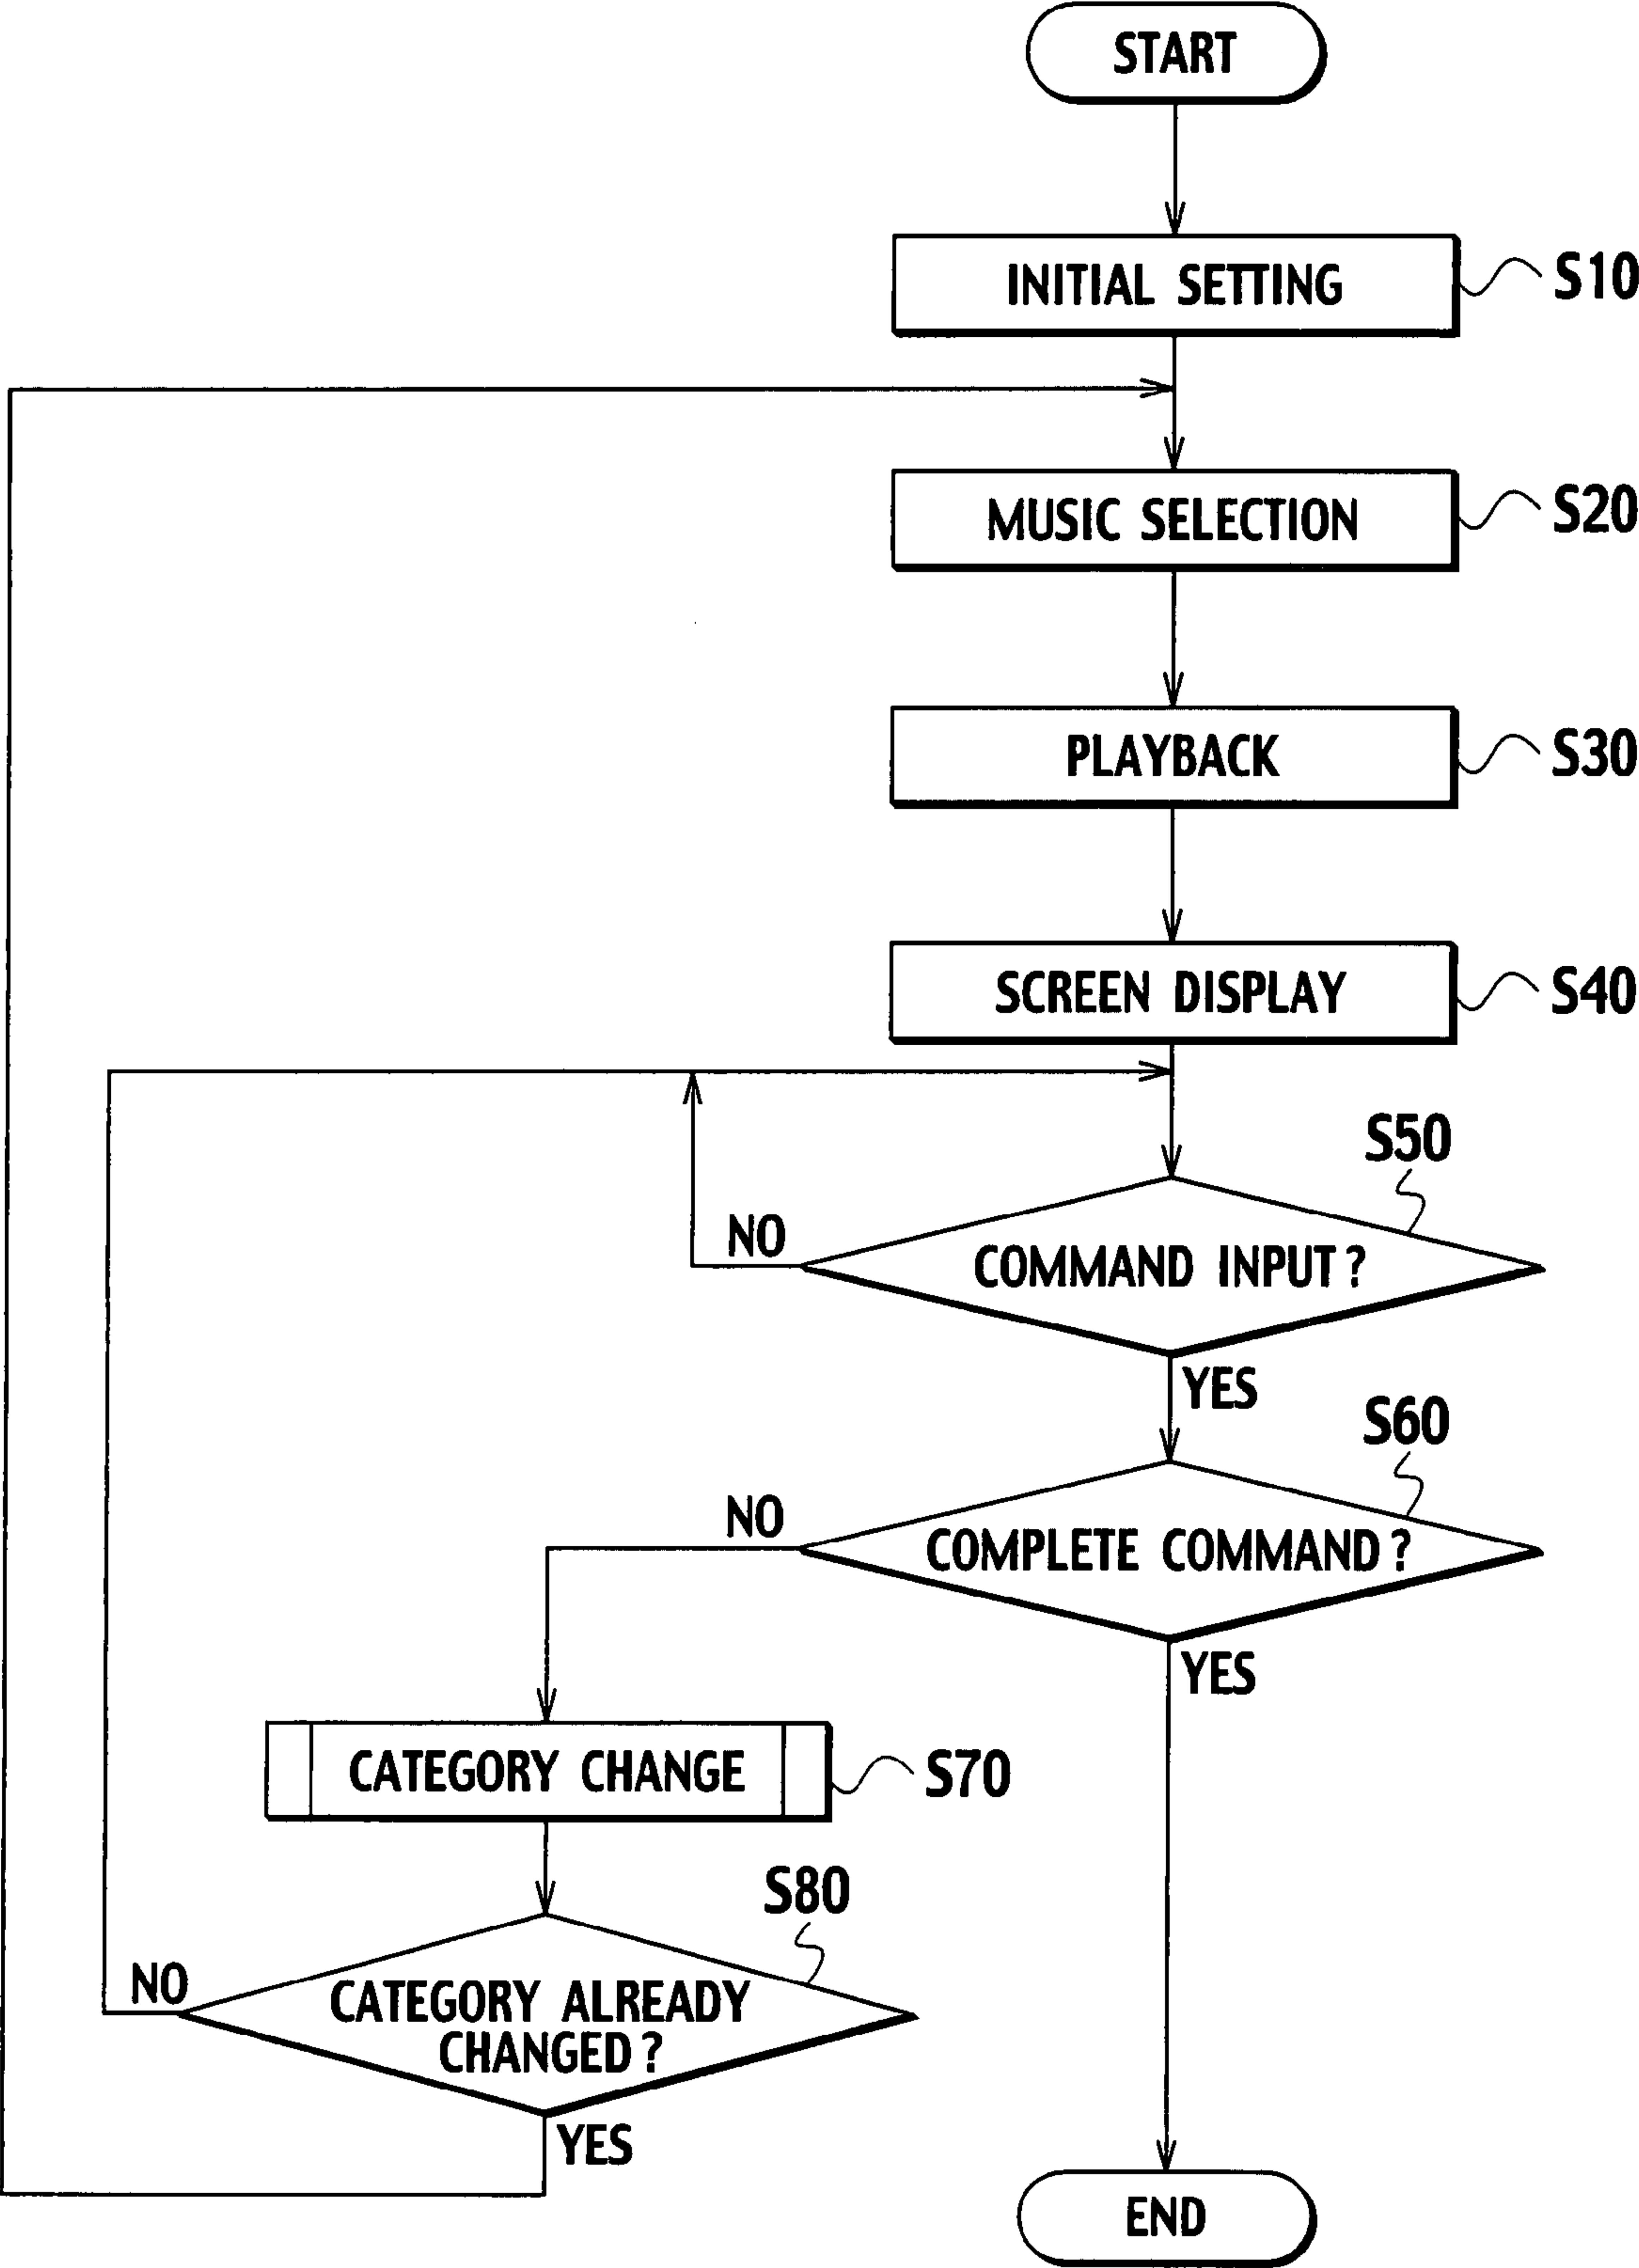 START
INITIAL SETTING
S10
MUSIC SELECTION
S20
PLAYBACK
S30
SCREEN DISPLAY
S40
S50
NO
COMMAND INPUT?
YES
S60
NO
COMPLETE COMMAND?
YES
CATEGORY CHANGE
S70
S80
NO
CATEGORY ALREADY
CHANGED?
YES
END